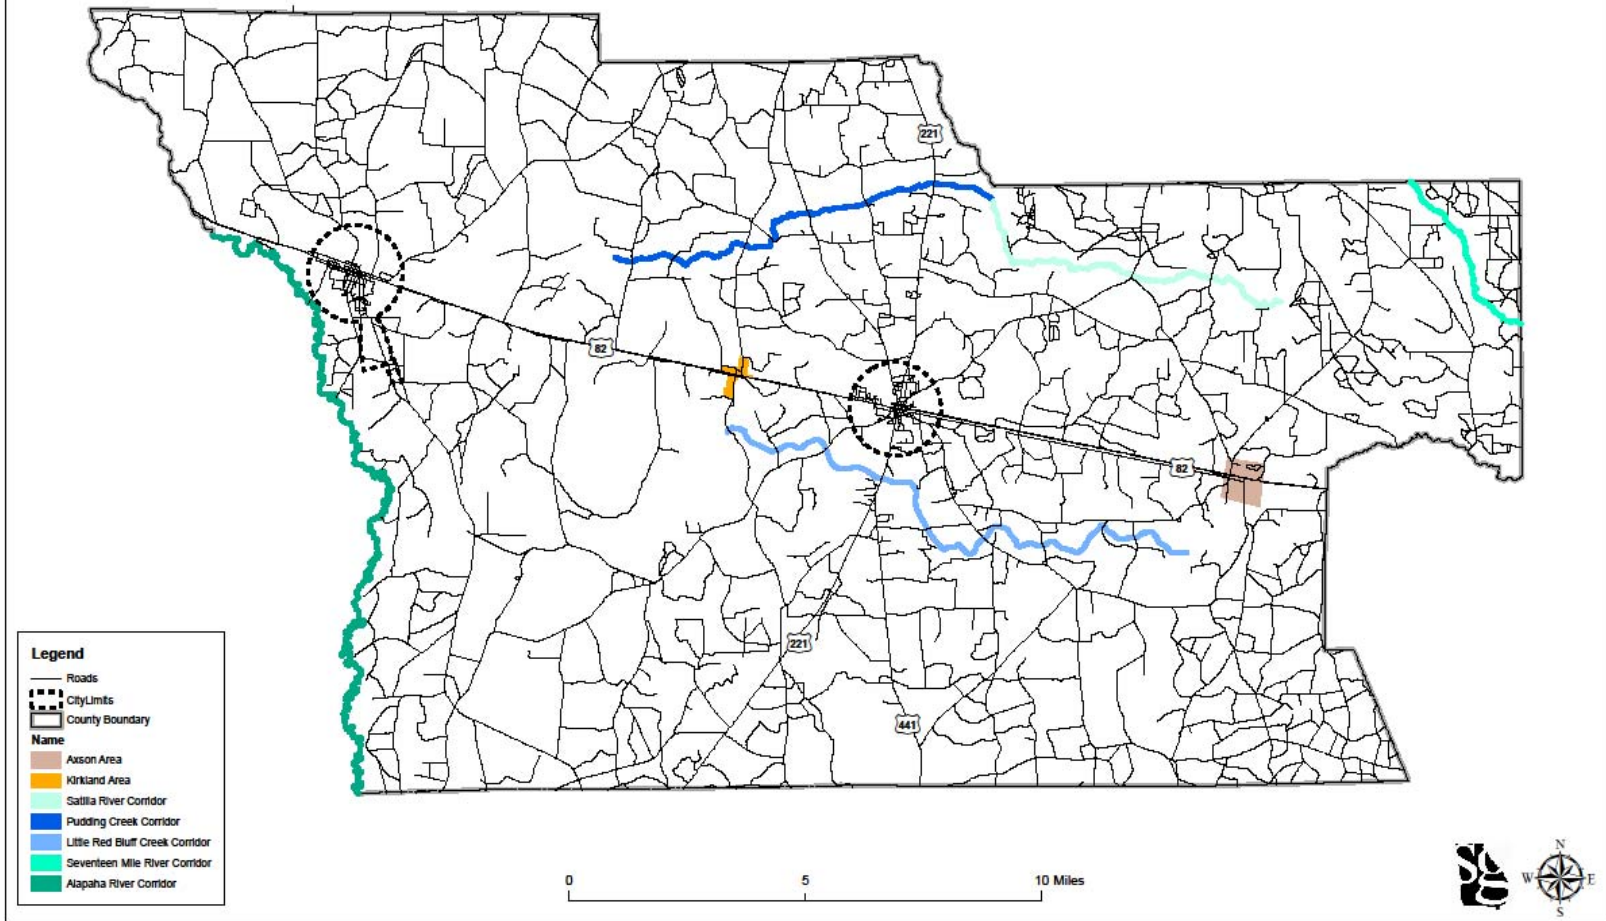 221
82
82
221
441
Legend
Roads
CityLimits
County Boundary
Name
Axson Area
Kirkland Area
Satilla River Corridor
Pudding Creek Corridor
Little Red Bluff Creek Corridor
Seventeen Mile River Corridor
Alapaha River Corridor
0 5 10 Miles
N
W E
S